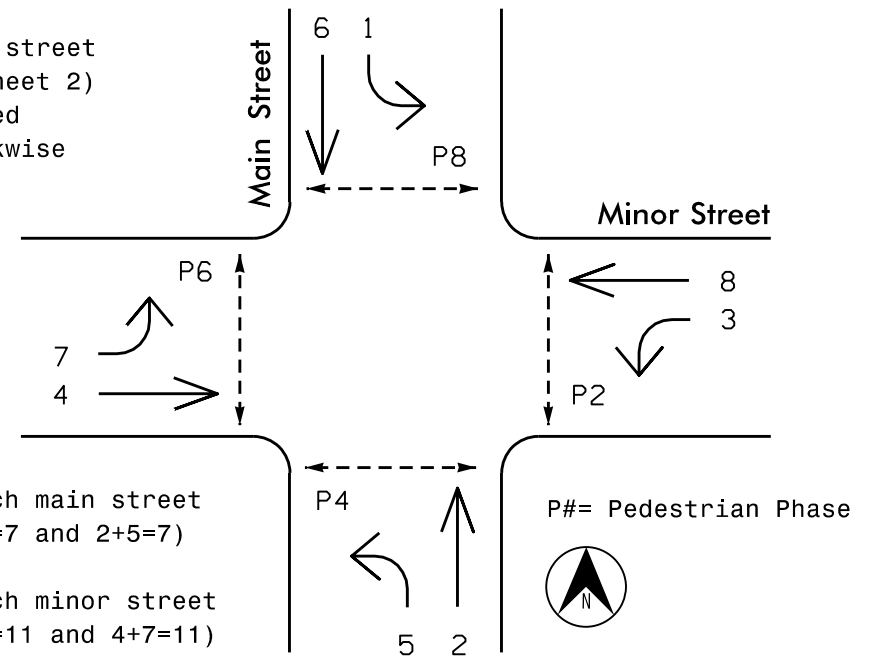 street
heet 2)
ed
kwise
Main Street
6 1
P8
Minor Street
P6
8
3
7
4
P2
ch main street
=7 and 2+5=7)
P4
P#= Pedestrian Phase
N
ch minor street
=11 and 4+7=11)
5 2